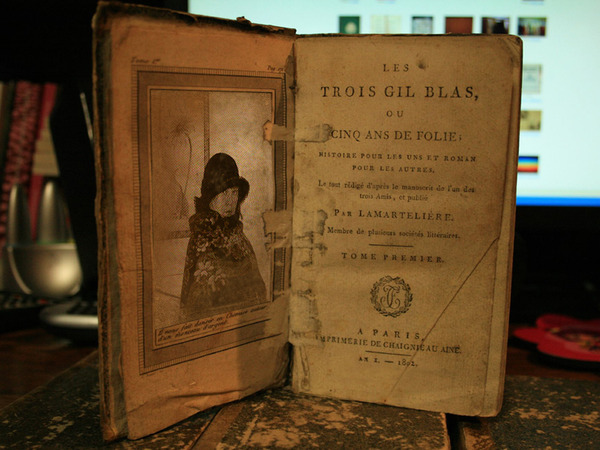 Tome 1er.
LES
TROIS GIL BLAS,
OU
CINQ ANS DE FOLIE;
HISTOIRE POUR LES UNS ET ROMAN
POUR LES AUTRES,
Le tout rédigé d'après le manuscrit de l'un des
trois Amis, et publié
PAR LAMARTELIÈRE,
Membre de plusieurs sociétés littéraires.
TOME PREMIER.
A PARIS,
IMPRIMERIE DE CHAIGNIEAU AINÉ.
AN X. — 1802.